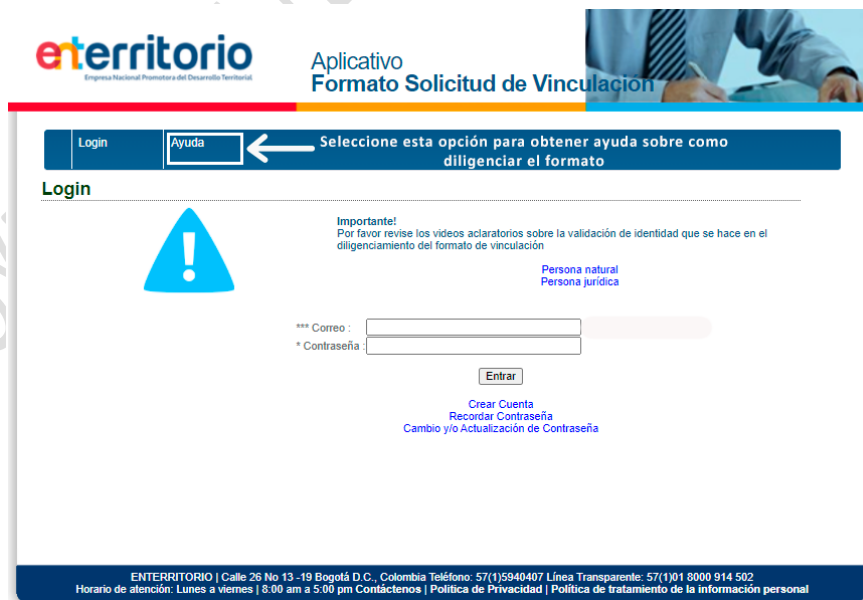 enterritorio
Empresa Nacional Promotora del Desarrollo Territorial
Aplicativo
Formato Solicitud de Vinculación
Login
Ayuda
Seleccione esta opción para obtener ayuda sobre como
diligenciar el formato
Login
Importante!
Por favor revise los videos aclaratorios sobre la validación de identidad que se hace en el
diligenciamiento del formato de vinculación
Persona natural
Persona jurídica
*** Correo :
* Contraseña :
Entrar
Crear Cuenta
Recordar Contraseña
Cambio y/o Actualización de Contraseña
ENTERRITORIO | Calle 26 No 13 -19 Bogotá D.C., Colombia Teléfono: 57(1)5940407 Línea Transparente: 57(1)01 8000 914 502
Horario de atención: Lunes a viernes | 8:00 am a 5:00 pm Contáctenos | Politica de Privacidad | Política de tratamiento de la información personal